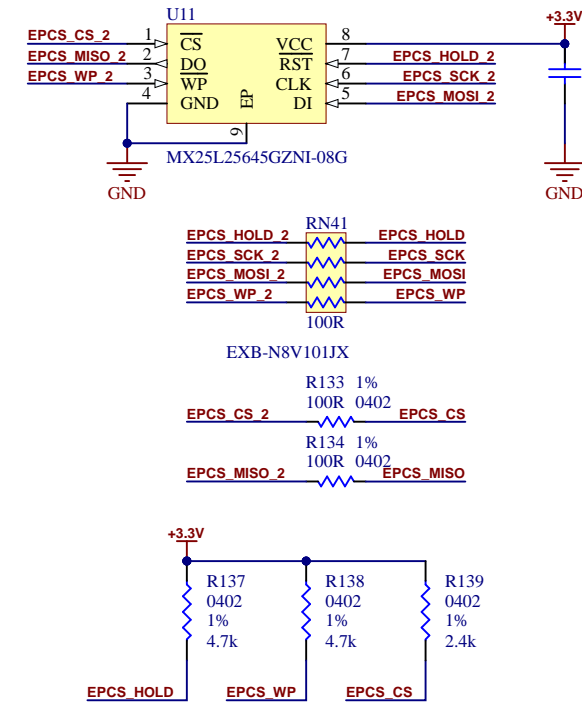 U11
+3.3V
EPCS_CS_2 1 CS VCC 8
EPCS_MISO_2 2 DO RST 7 EPCS_HOLD_2
EPCS_WP_2 3 WP CLK 6 EPCS_SCK_2
4 GND EP DI 5 EPCS_MOSI_2
9
MX25L25645GZNI-08G
GND
GND
RN41
EPCS_HOLD_2 EPCS_HOLD
EPCS_SCK_2 EPCS_SCK
EPCS_MOSI_2 EPCS_MOSI
EPCS_WP_2 EPCS_WP
100R
EXB-N8V101JX
R133 1%
100R 0402
EPCS_CS_2 EPCS_CS
R134 1%
100R 0402
EPCS_MISO_2 EPCS_MISO
+3.3V
R137 R138 R139
0402 0402 0402
1% 1% 1%
4.7k 4.7k 2.4k
EPCS_HOLD EPCS_WP EPCS_CS